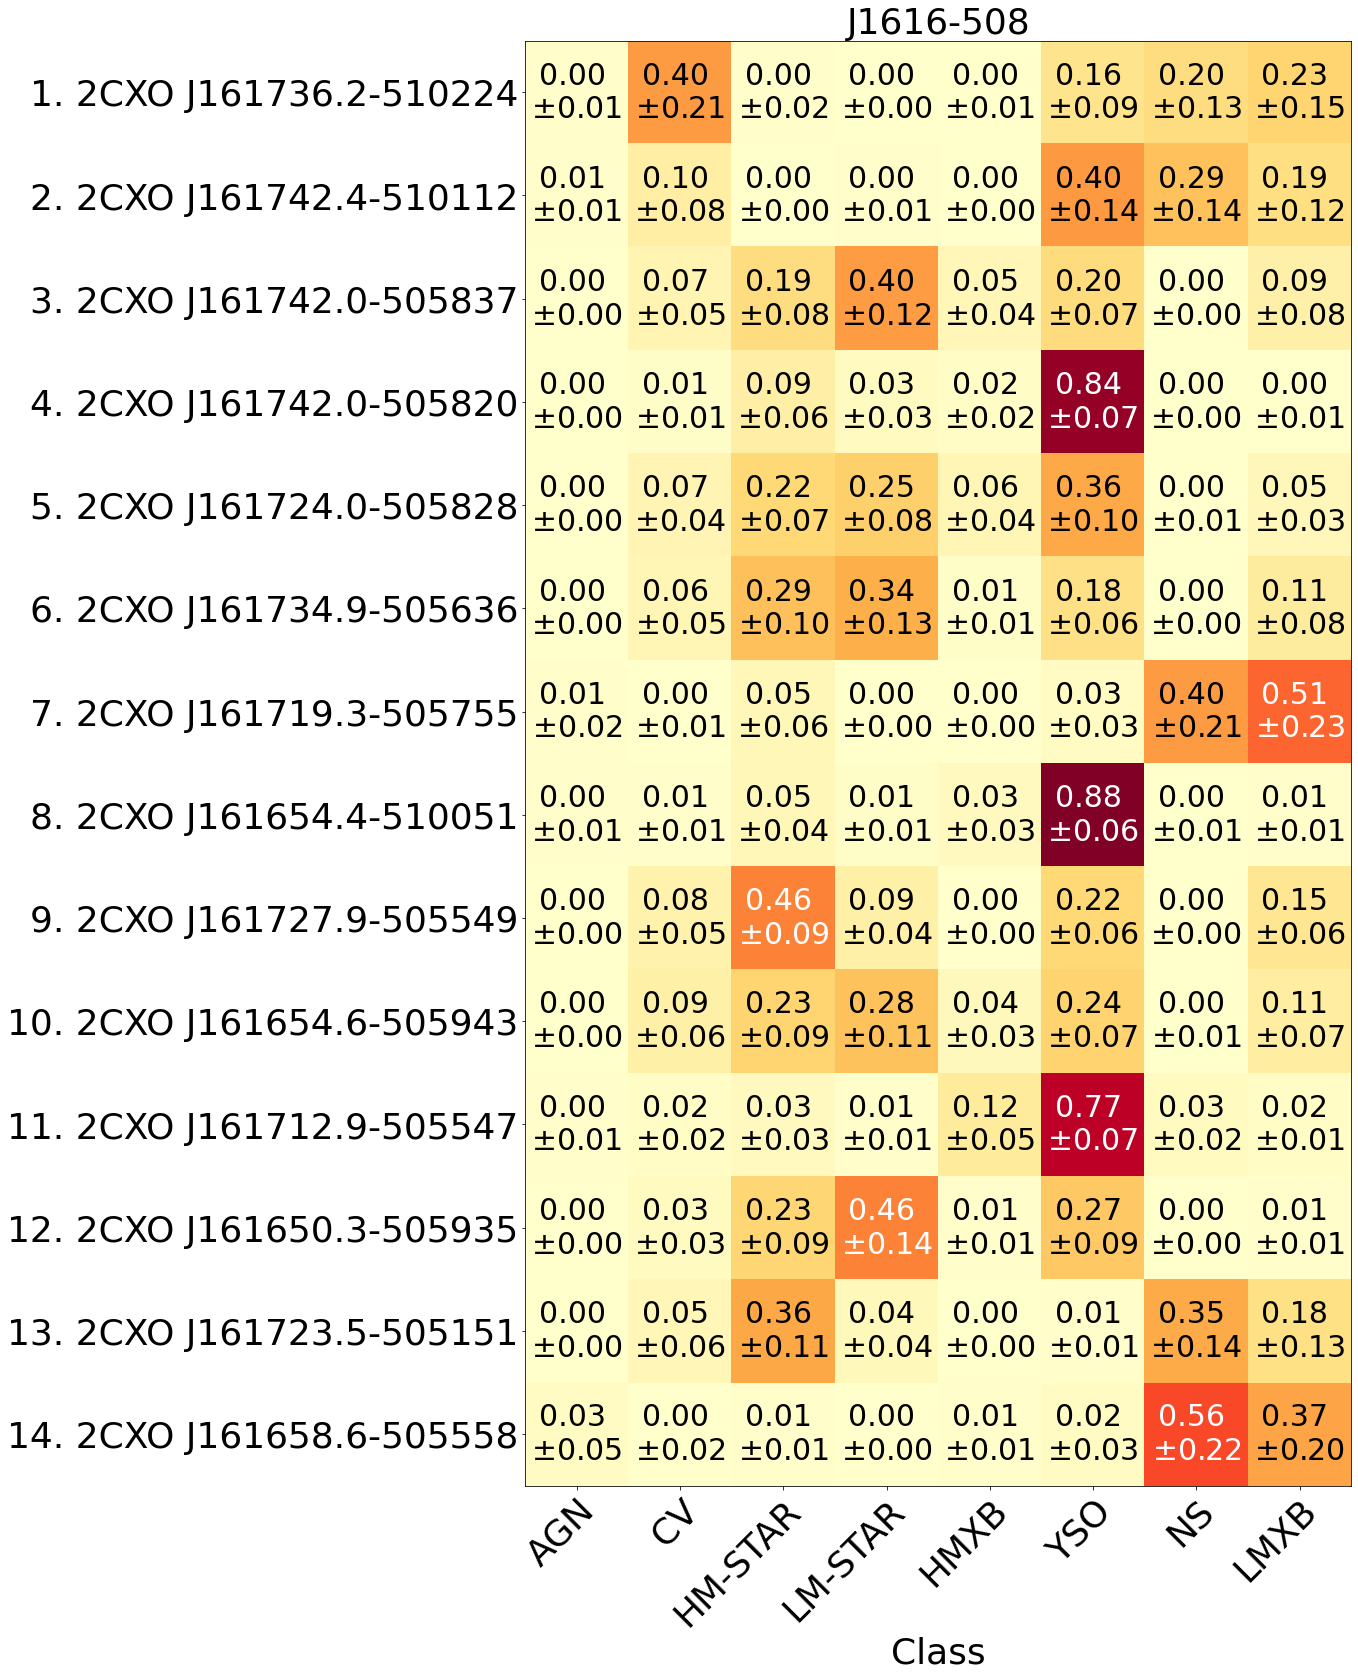 J1616-508
1. 2CXO J161736.2-510224 0.00 0.40 0.00 0.00 0.00 0.16 0.20 0.23
±0.01 ±0.21 ±0.02 ±0.00 ±0.01 ±0.09 ±0.13 ±0.15
2. 2CXO J161742.4-510112 0.01 0.10 0.00 0.00 0.00 0.40 0.29 0.19
±0.01 ±0.08 ±0.00 ±0.01 ±0.00 ±0.14 ±0.14 ±0.12
3. 2CXO J161742.0-505837 0.00 0.07 0.19 0.40 0.05 0.20 0.00 0.09
±0.00 ±0.05 ±0.08 ±0.12 ±0.04 ±0.07 ±0.00 ±0.08
4. 2CXO J161742.0-505820 0.00 0.01 0.09 0.03 0.02 0.84 0.00 0.00
±0.00 ±0.01 ±0.06 ±0.03 ±0.02 ±0.07 ±0.00 ±0.01
5. 2CXO J161724.0-505828 0.00 0.07 0.22 0.25 0.06 0.36 0.00 0.05
±0.00 ±0.04 ±0.07 ±0.08 ±0.04 ±0.10 ±0.01 ±0.03
6. 2CXO J161734.9-505636 0.00 0.06 0.29 0.34 0.01 0.18 0.00 0.11
±0.00 ±0.05 ±0.10 ±0.13 ±0.01 ±0.06 ±0.00 ±0.08
7. 2CXO J161719.3-505755 0.01 0.00 0.05 0.00 0.00 0.03 0.40 0.51
±0.02 ±0.01 ±0.06 ±0.00 ±0.00 ±0.03 ±0.21 ±0.23
8. 2CXO J161654.4-510051 0.00 0.01 0.05 0.01 0.03 0.88 0.00 0.01
±0.01 ±0.01 ±0.04 ±0.01 ±0.03 ±0.06 ±0.01 ±0.01
9. 2CXO J161727.9-505549 0.00 0.08 0.46 0.09 0.00 0.22 0.00 0.15
±0.00 ±0.05 ±0.09 ±0.04 ±0.00 ±0.06 ±0.00 ±0.06
10. 2CXO J161654.6-505943 0.00 0.09 0.23 0.28 0.04 0.24 0.00 0.11
±0.00 ±0.06 ±0.09 ±0.11 ±0.03 ±0.07 ±0.01 ±0.07
11. 2CXO J161712.9-505547 0.00 0.02 0.03 0.01 0.12 0.77 0.03 0.02
±0.01 ±0.02 ±0.03 ±0.01 ±0.05 ±0.07 ±0.02 ±0.01
12. 2CXO J161650.3-505935 0.00 0.03 0.23 0.46 0.01 0.27 0.00 0.01
±0.00 ±0.03 ±0.09 ±0.14 ±0.01 ±0.09 ±0.00 ±0.01
13. 2CXO J161723.5-505151 0.00 0.05 0.36 0.04 0.00 0.01 0.35 0.18
±0.00 ±0.06 ±0.11 ±0.04 ±0.00 ±0.01 ±0.14 ±0.13
14. 2CXO J161658.6-505558 0.03 0.00 0.01 0.00 0.01 0.02 0.56 0.37
±0.05 ±0.02 ±0.01 ±0.00 ±0.01 ±0.03 ±0.22 ±0.20
AGN CV HM-STAR LM-STAR HMXB YSO NS LMXB
Class